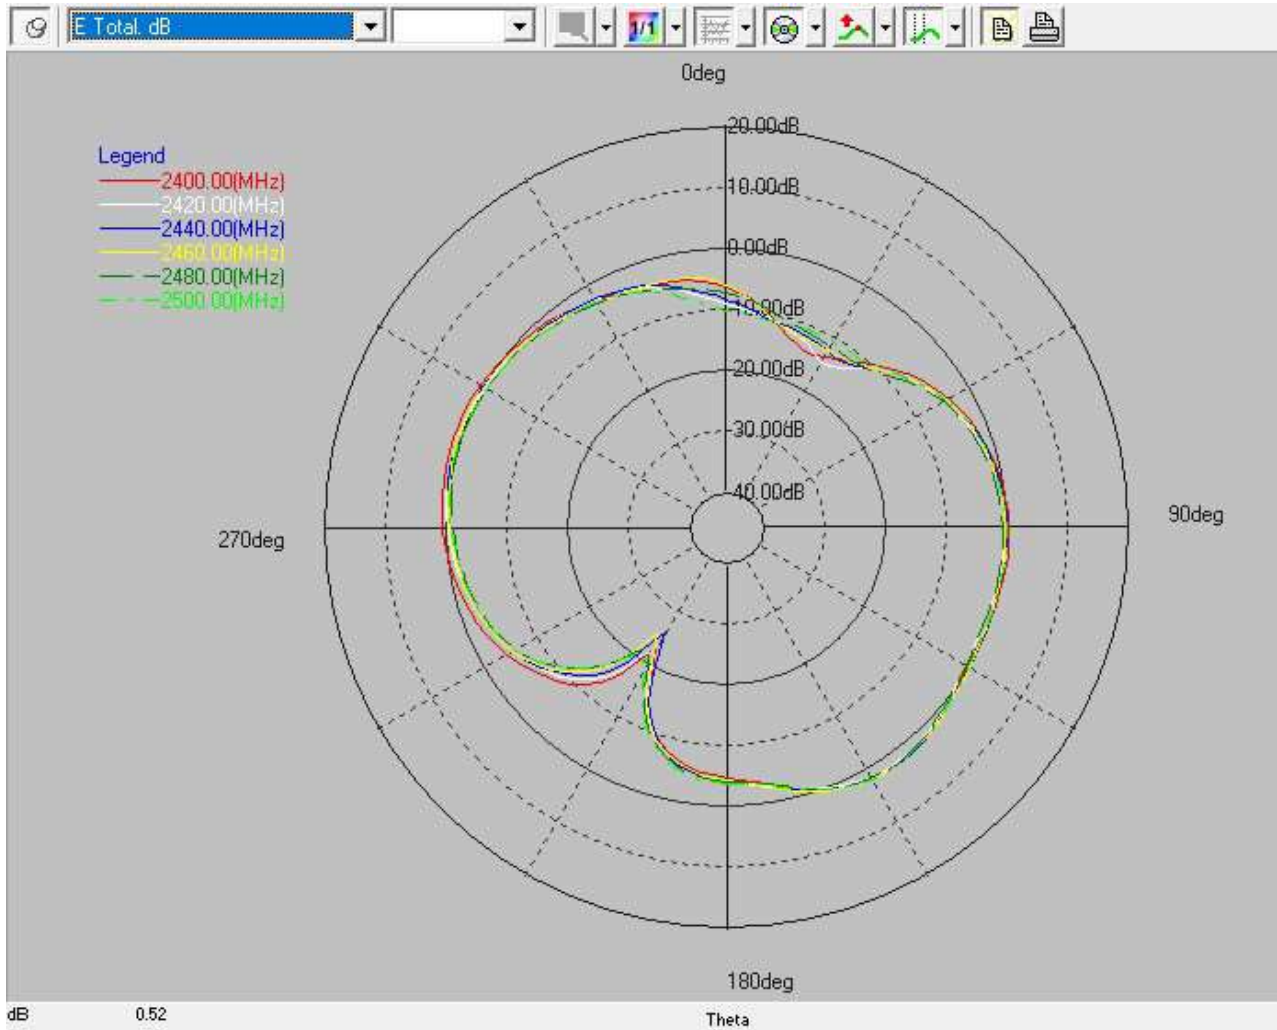 E Total. dB
1/1
0deg
20.00dB
Legend
2400.00(MHz)
10.00dB
2420.00(MHz)
2440.00(MHz)
0.00dB
2460.00(MHz)
2480.00(MHz)
2500.00(MHz)
10.00dB
20.00dB
30.00dB
40.00dB
90deg
270deg
180deg
dB 0.52
Theta